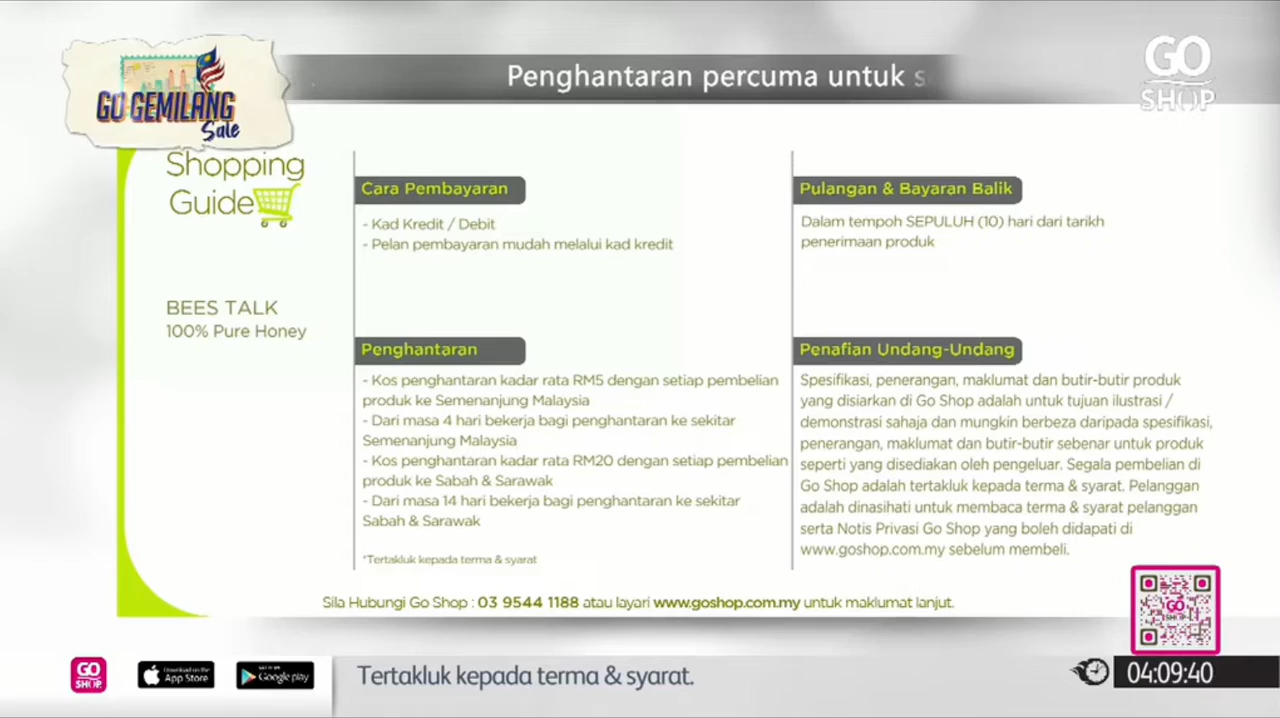 GO GEMILANG
Sale
Penghantaran percuma untuk
GO
SHOP
Shopping
Guide
BEES TALK
100% Pure Honey
Cara Pembayaran
- Kad Kredit / Debit
- Pelan pembayaran mudah melalui kad kredit
Pulangan & Bayaran Balik
Dalam tempoh SEPULUH (10) hari dari tarikh
penerimaan produk
Penghantaran
- Kos penghantaran kadar rata RM5 dengan setiap pembelian
produk ke Semenanjung Malaysia
- Dari masa 4 hari bekerja bagi penghantaran ke sekitar
Semenanjung Malaysia
- Kos penghantaran kadar rata RM20 dengan setiap pembelian
produk ke Sabah & Sarawak
- Dari masa 14 hari bekerja bagi penghantaran ke sekitar
Sabah & Sarawak
*Tertakluk kepada terma & syarat
Penafian Undang-Undang
Spesifikasi, penerangan, maklumat dan butir-butir produk
yang disiarkan di Go Shop adalah untuk tujuan ilustrasi /
demonstrasi sahaja dan mungkin berbeza daripada spesifikasi,
penerangan, maklumat dan butir-butir sebenar untuk produk
seperti yang disediakan oleh pengeluar. Segala pembelian di
Go Shop adalah tertakluk kepada terma & syarat. Pelanggan
adalah dinasihati untuk membaca terma & syarat pelanggan
serta Notis Privasi Go Shop yang boleh didapati di
www.goshop.com.my sebelum membeli.
Sila Hubungi Go Shop : 03 9544 1188 atau layari www.goshop.com.my untuk maklumat lanjut.
GO
SHOP
GO
SHOP
Download on the
App Store
GET IT ON
Google play
Tertakluk kepada terma & syarat.
04:09:40